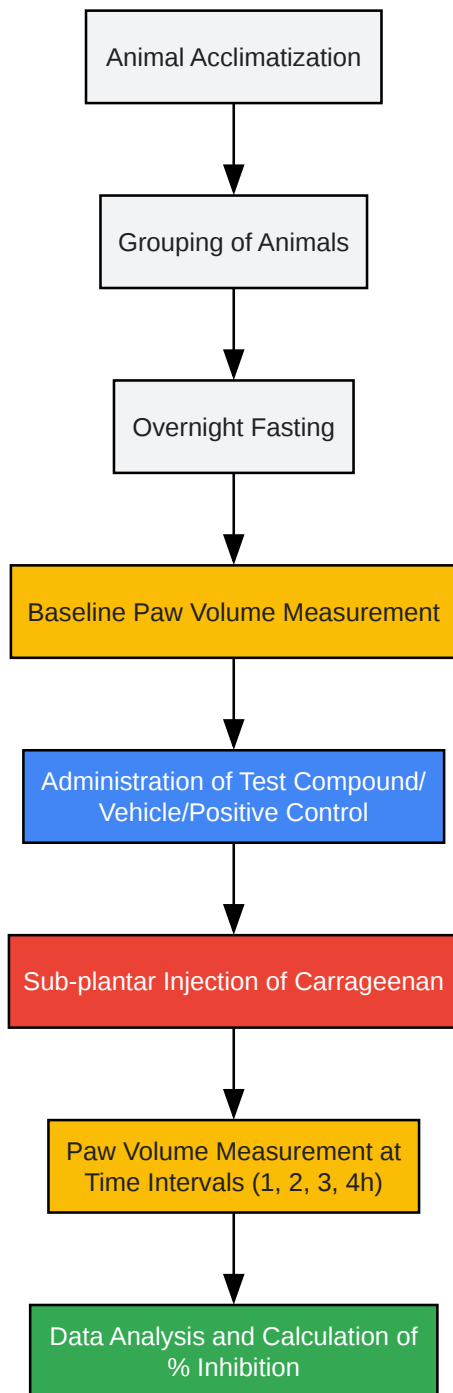 Animal Acclimatization
Grouping of Animals
Overnight Fasting
Baseline Paw Volume Measurement
Administration of Test Compound/
Vehicle/Positive Control
Sub-plantar Injection of Carrageenan
Paw Volume Measurement at
Time Intervals (1, 2, 3, 4h)
Data Analysis and Calculation of
% Inhibition